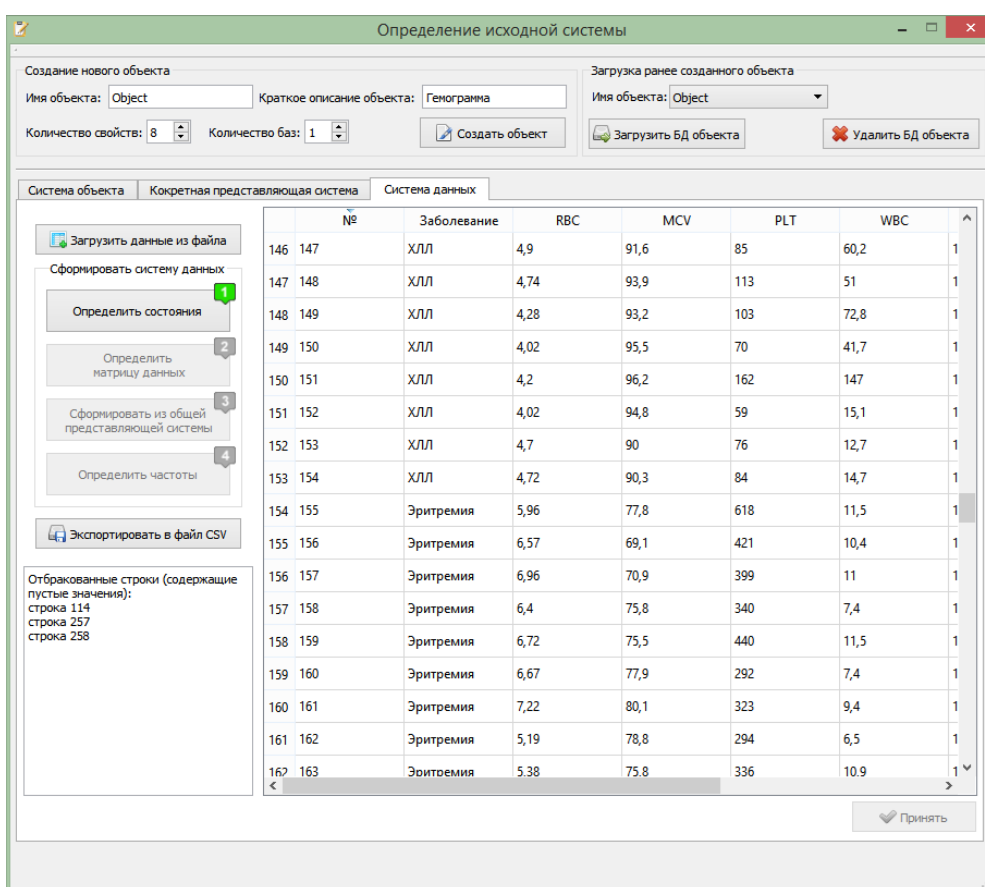 Определение исходной системы
Создание нового объекта
Имя объекта: Object Краткое описание объекта: Гемограмма
Количество свойств: 8 Количество баз: 1 Создать объект
Загрузка ранее созданного объекта
Имя объекта: Object
Загрузить БД объекта Удалить БД объекта
Система объекта Кокретная представляющая система Система данных
Загрузить данные из файла
Сформировать систему данных
1
Определить состояния
2
Определить
матрицу данных
3
Сформировать из общей
представляющей системы
4
Определить частоты
Экспортировать в файл CSV
Отбракованные строки (содержащие
пустые значения):
строка 114
строка 257
строка 258
№ Заболевание RBC MCV PLT WBC
146 147 ХЛЛ 4,9 91,6 85 60,2 1
147 148 ХЛЛ 4,74 93,9 113 51 1
148 149 ХЛЛ 4,28 93,2 103 72,8 1
149 150 ХЛЛ 4,02 95,5 70 41,7 1
150 151 ХЛЛ 4,2 96,2 162 147 1
151 152 ХЛЛ 4,02 94,8 59 15,1 1
152 153 ХЛЛ 4,7 90 76 12,7 1
153 154 ХЛЛ 4,72 90,3 84 14,7 1
154 155 Эритремия 5,96 77,8 618 11,5 1
155 156 Эритремия 6,57 69,1 421 10,4 1
156 157 Эритремия 6,96 70,9 399 11 1
157 158 Эритремия 6,4 75,8 340 7,4 1
158 159 Эритремия 6,72 75,5 440 11,5 1
159 160 Эритремия 6,67 77,9 292 7,4 1
160 161 Эритремия 7,22 80,1 323 9,4 1
161 162 Эритремия 5,19 78,8 294 6,5 1
162 163 Эритремия 5,38 75,8 336 10,9 1
Принять